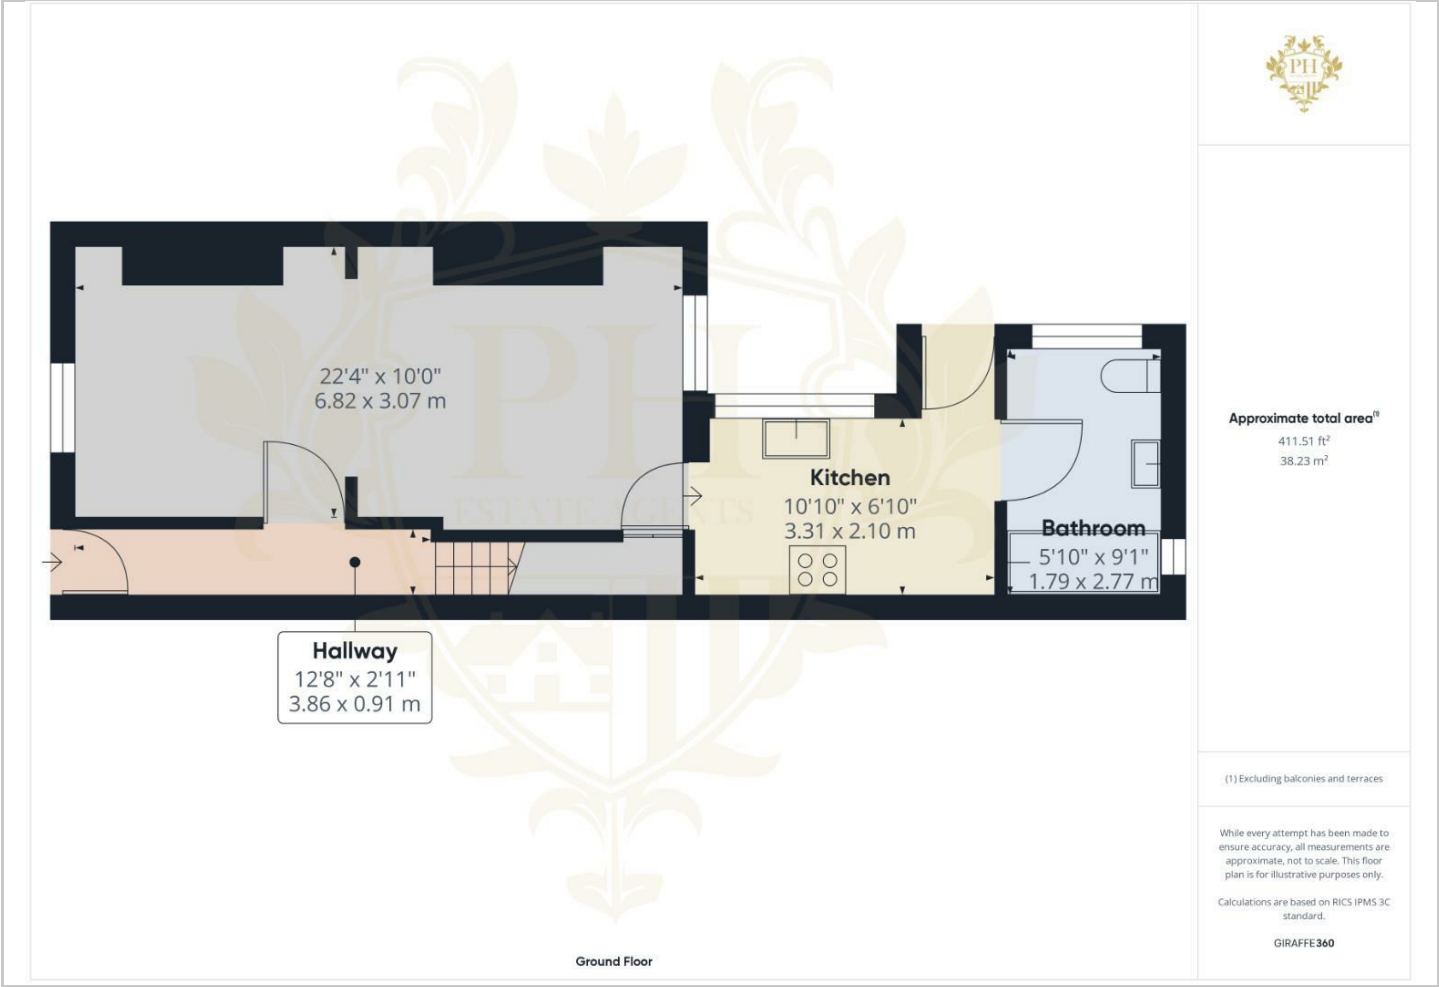 PH
PH
ESTATE AGENTS
22'4" x 10'0"
6.82 x 3.07 m
Kitchen
10'10" x 6'10"
3.31 x 2.10 m
Bathroom
5'10" x 9'1"
1.79 x 2.77 m
Hallway
12'8" x 2'11"
3.86 x 0.91 m
Ground Floor
Approximate total area⁽¹⁾
411.51 ft²
38.23 m²
(1) Excluding balconies and terraces
While every attempt has been made to
ensure accuracy, all measurements are
approximate, not to scale. This floor
plan is for illustrative purposes only.
Calculations are based on RICS IPMS 3C
standard.
GIRAFFE360